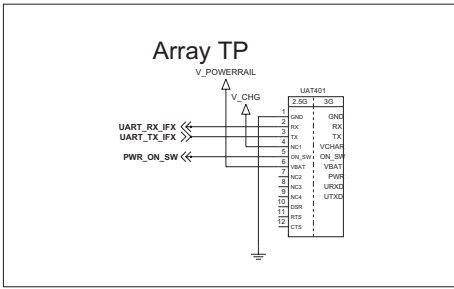 Array TP
V_POWERRAIL
V_CHG
UAT401
2.5G 3G
1 GND GND
UART_RX_IFX 2 RX RX
UART_TX_IFX 3 TX TX
4 NC1 VCHAR
PWR_ON_SW 5 ON_SW ON_SW
6 VBAT VBAT
7 NC2 PWR
8 NC3 URXD
9 NC4 UTXD
10 DSR
11 RTS
12 CTS